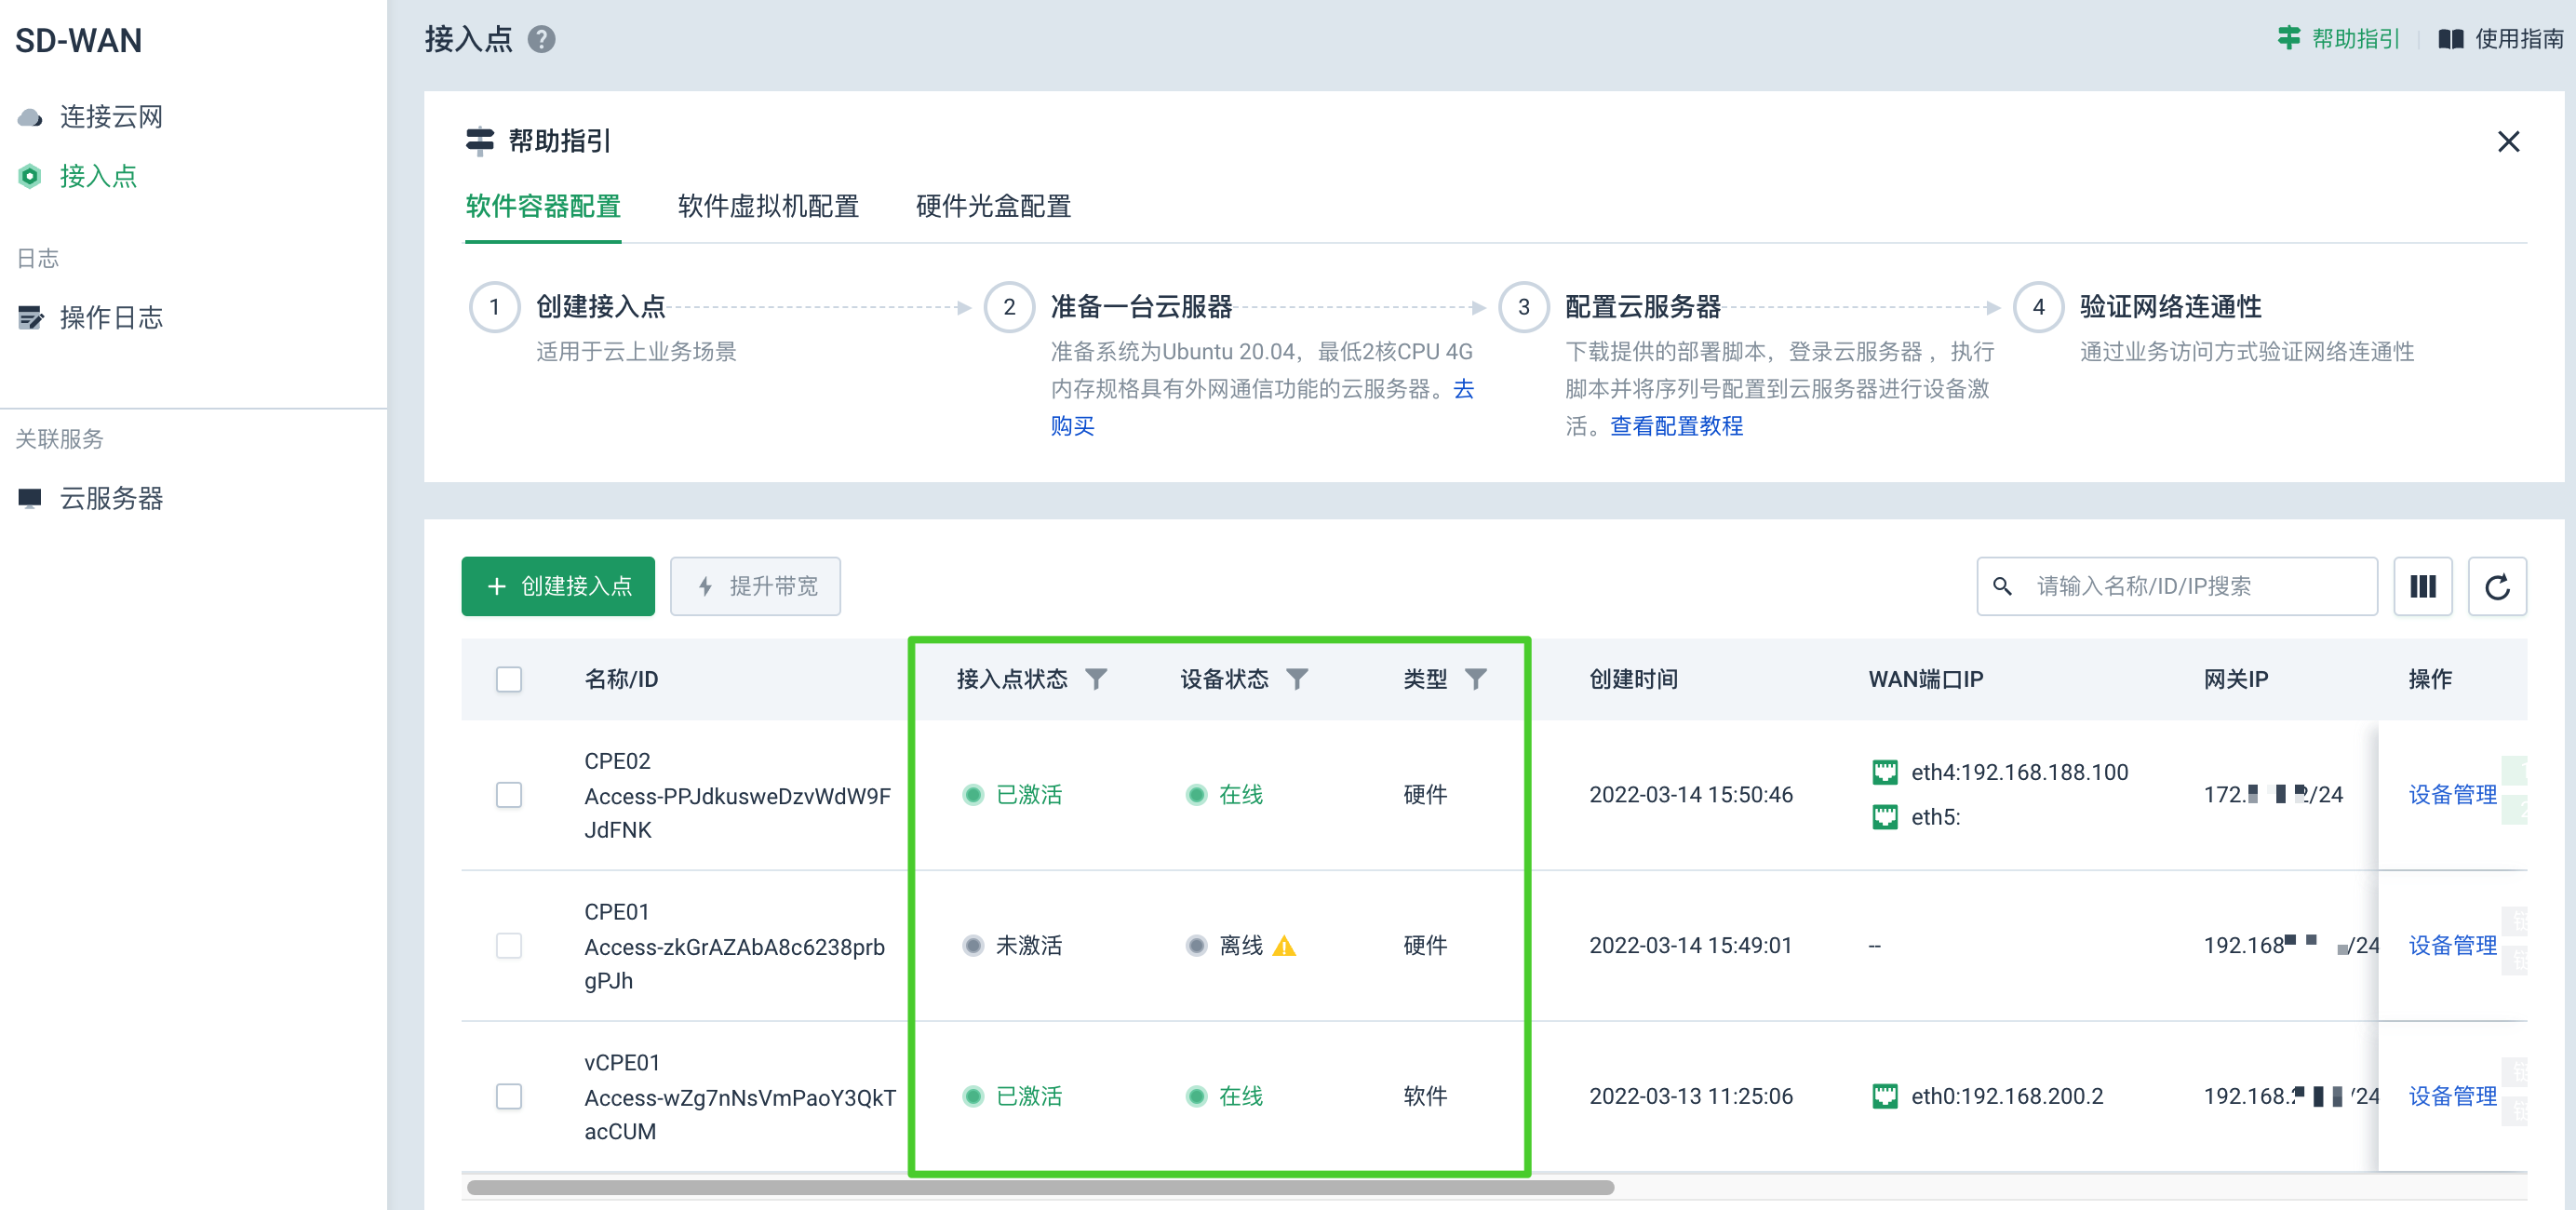 SD-WAN
连接云网
接入点
日志
操作日志
关联服务
云服务器
接入点 ?
帮助指引
使用指南
帮助指引
软件容器配置 软件虚拟机配置 硬件光盒配置
1 创建接入点
适用于云上业务场景
2 准备一台云服器
准备系统为Ubuntu 20.04，最低2核CPU 4G
内存规格具有外网通信功能的云服务器。去
购买
3 配置云服务器
下载提供的部署脚本，登录云服务器 ，执行
脚本并将序列号配置到云服务器进行设备激
活。查看配置教程
4 验证网络连通性
通过业务访问方式验证网络连通性
创建接入点
提升带宽
请输入名称/ID/IP搜索
名称/ID 接入点状态 设备状态 类型 创建时间 WAN端口IP 网关IP 操作
CPE02
Access-PPJdkusweDzvWdW9F
JdFNK
已激活 在线 硬件 2022-03-14 15:50:46
eth4:192.168.188.100
eth5:
172. /24
设备管理
CPE01
Access-zkGrAZAbA8c6238prb
gPJh
未激活 离线 硬件 2022-03-14 15:49:01 --
192.168 /24
设备管理
vCPE01
Access-wZg7nNsVmPaoY3QkT
acCUM
已激活 在线 软件 2022-03-13 11:25:06
eth0:192.168.200.2
192.168. /24
设备管理